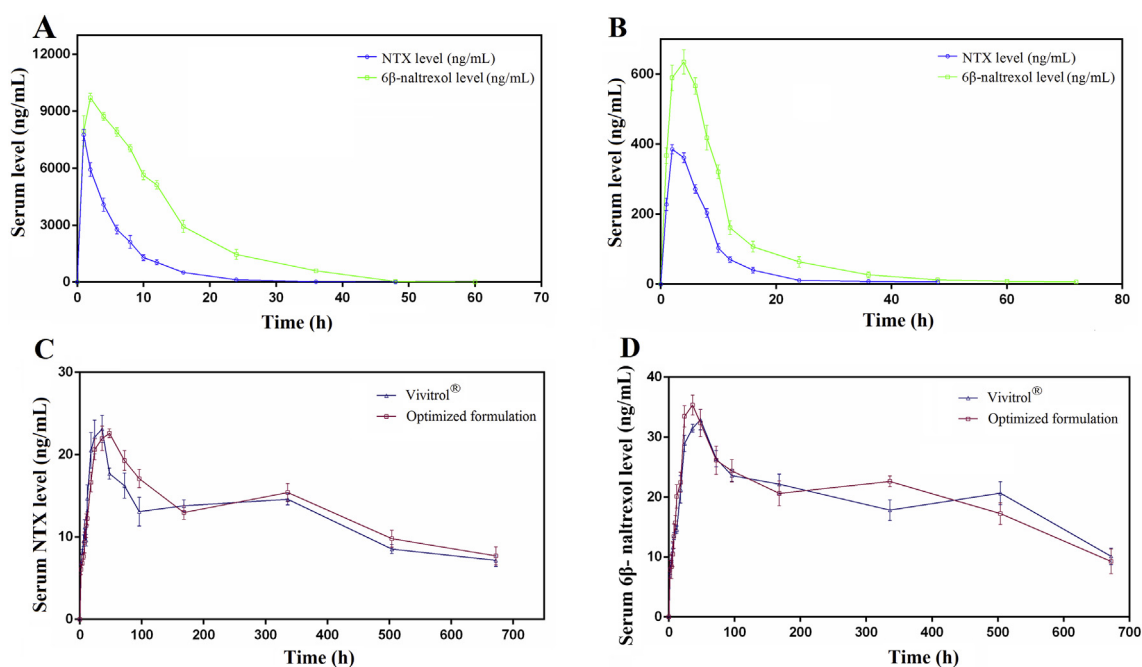 A
Serum level (ng/mL)
12000
9000
6000
3000
0
NTX level (ng/mL)
6β-naltrexol level (ng/mL)
0 10 20 30 40 50 60 70
Time (h)
B
Serum level (ng/mL)
600
400
200
0
NTX level (ng/mL)
6β-naltrexol level (ng/mL)
0 20 40 60 80
Time (h)
C
Serum NTX level (ng/mL)
30
20
10
0
Vivitrol®
Optimized formulation
0 100 200 300 400 500 600 700
Time (h)
D
Serum 6β- naltrexol level (ng/mL)
40
30
20
10
0
Vivitrol®
Optimized formulation
0 100 200 300 400 500 600 700
Time (h)